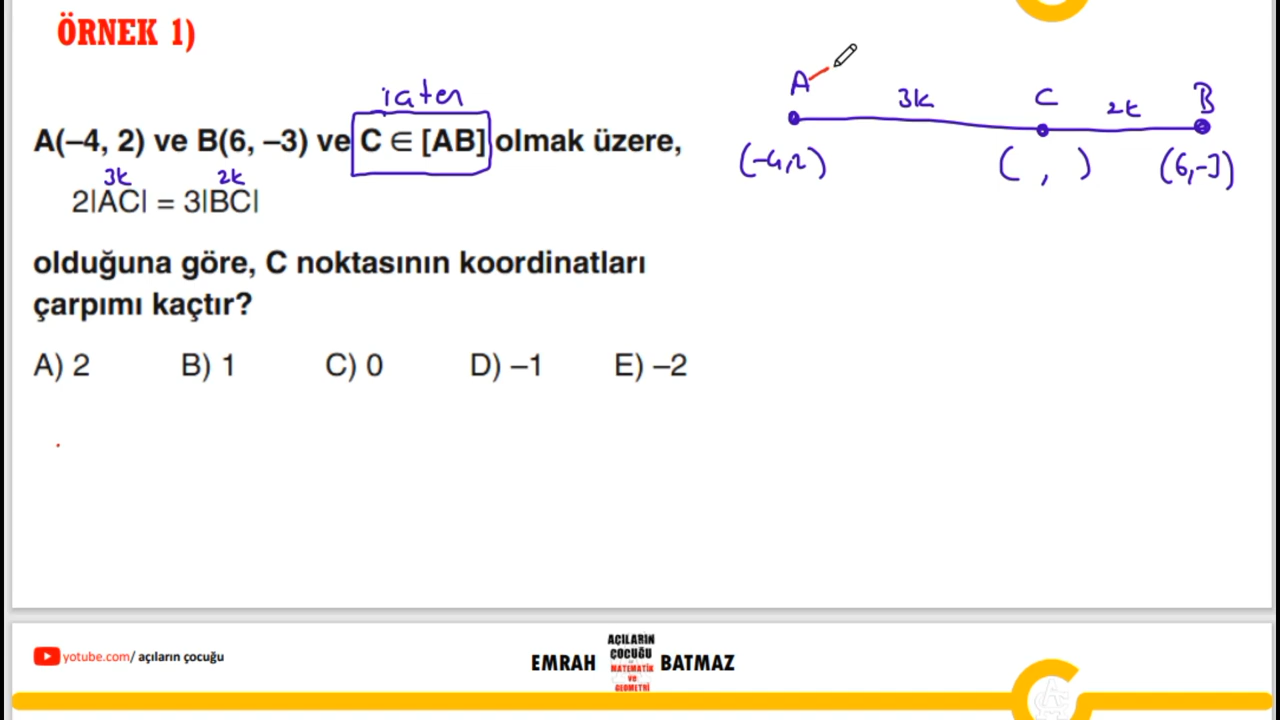 ÖRNEK 1)
içten
A(–4, 2) ve B(6, –3) ve C ∈ [AB] olmak üzere,
3k 2k
2|AC| = 3|BC|
olduğuna göre, C noktasının koordinatları
çarpımı kaçtır?
A) 2 B) 1 C) 0 D) –1 E) –2
A 3k C 2k B
(-4,2) ( , ) (6,-3)
yotube.com/ açıların çocuğu
EMRAH
AÇILARIN
ÇOCUĞU
MATEMATİK
ve
GEOMETRİ
BATMAZ